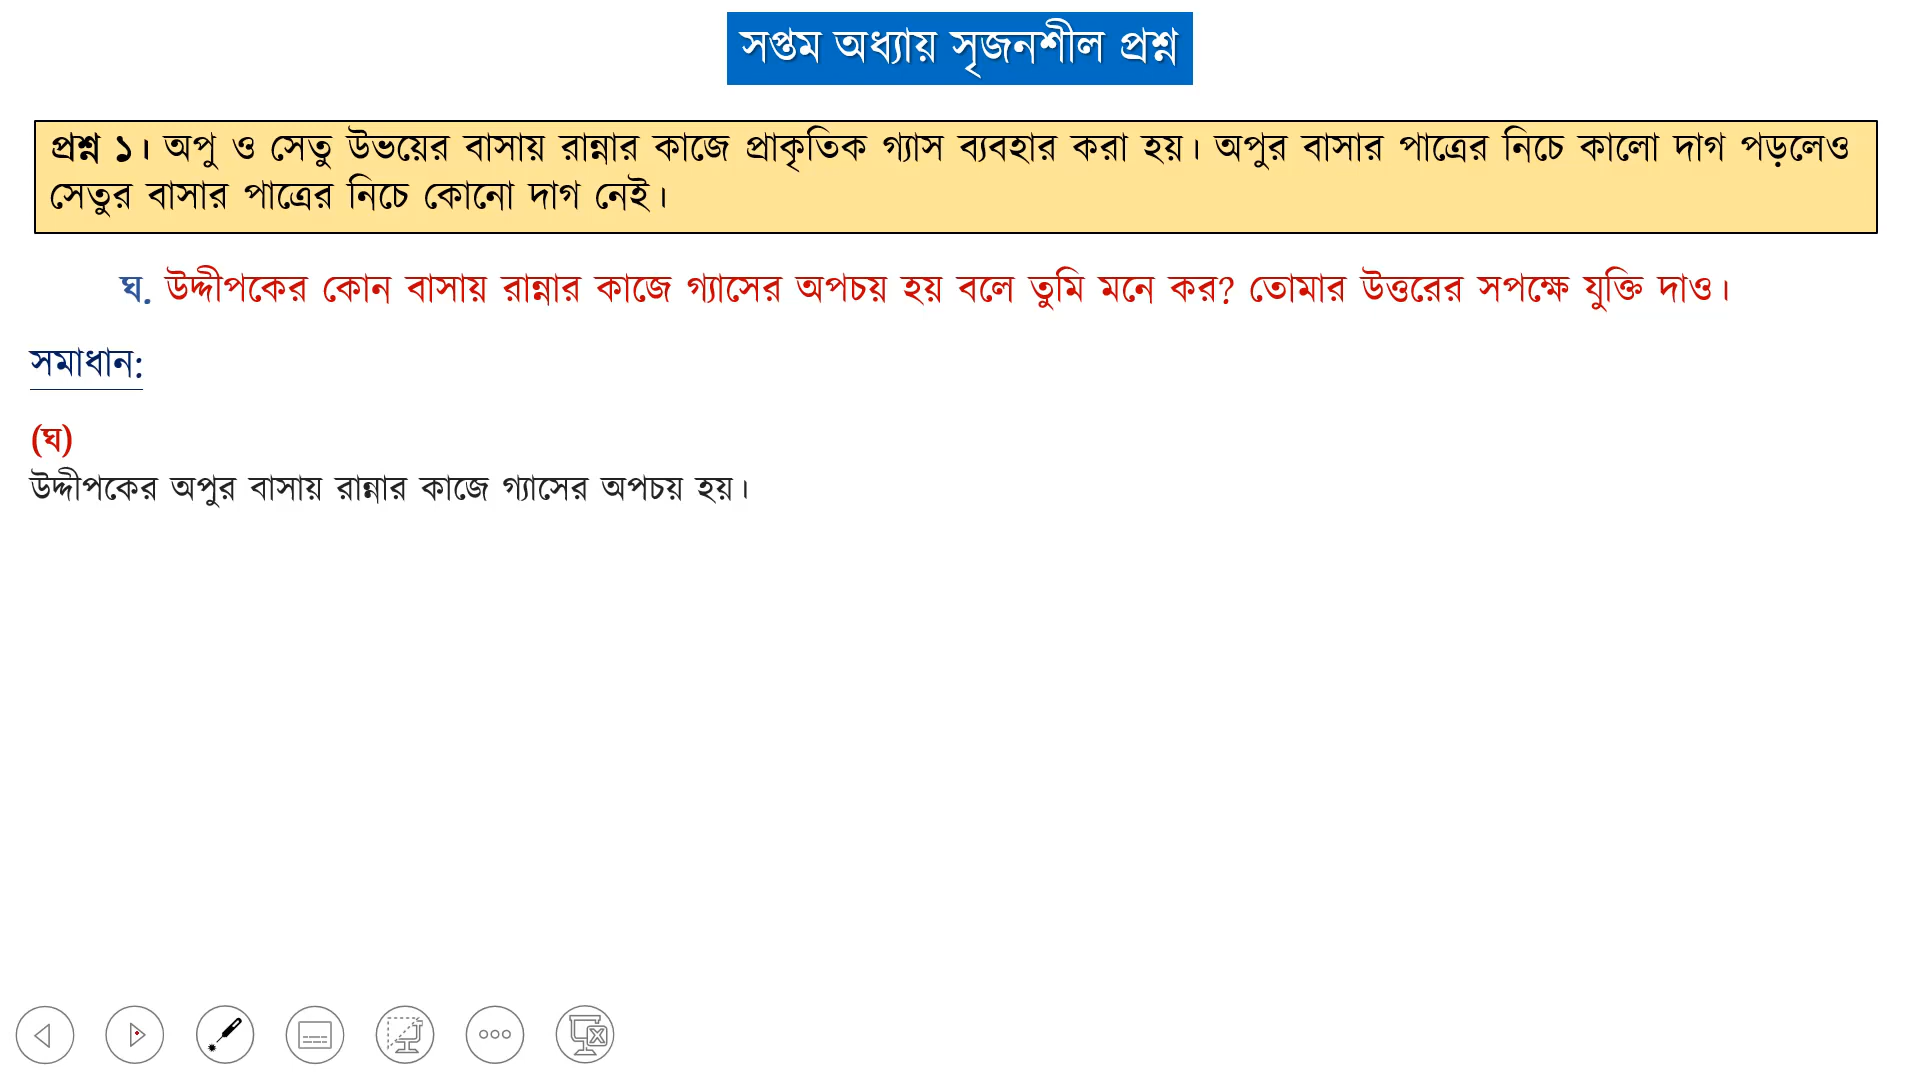 সপ্তম অধ্যায় সৃজনশীল প্রশ্ন
প্রশ্ন ১। অপু ও সেতু উভয়ের বাসায় রান্নার কাজে প্রাকৃতিক গ্যাস ব্যবহার করা হয়। অপুর বাসার পাত্রের নিচে কালো দাগ পড়লেও
সেতুর বাসার পাত্রের নিচে কোনো দাগ নেই।
ঘ. উদ্দীপকের কোন বাসায় রান্নার কাজে গ্যাসের অপচয় হয় বলে তুমি মনে কর? তোমার উত্তরের সপক্ষে যুক্তি দাও।
সমাধান:
(ঘ)
উদ্দীপকের অপুর বাসায় রান্নার কাজে গ্যাসের অপচয় হয়।